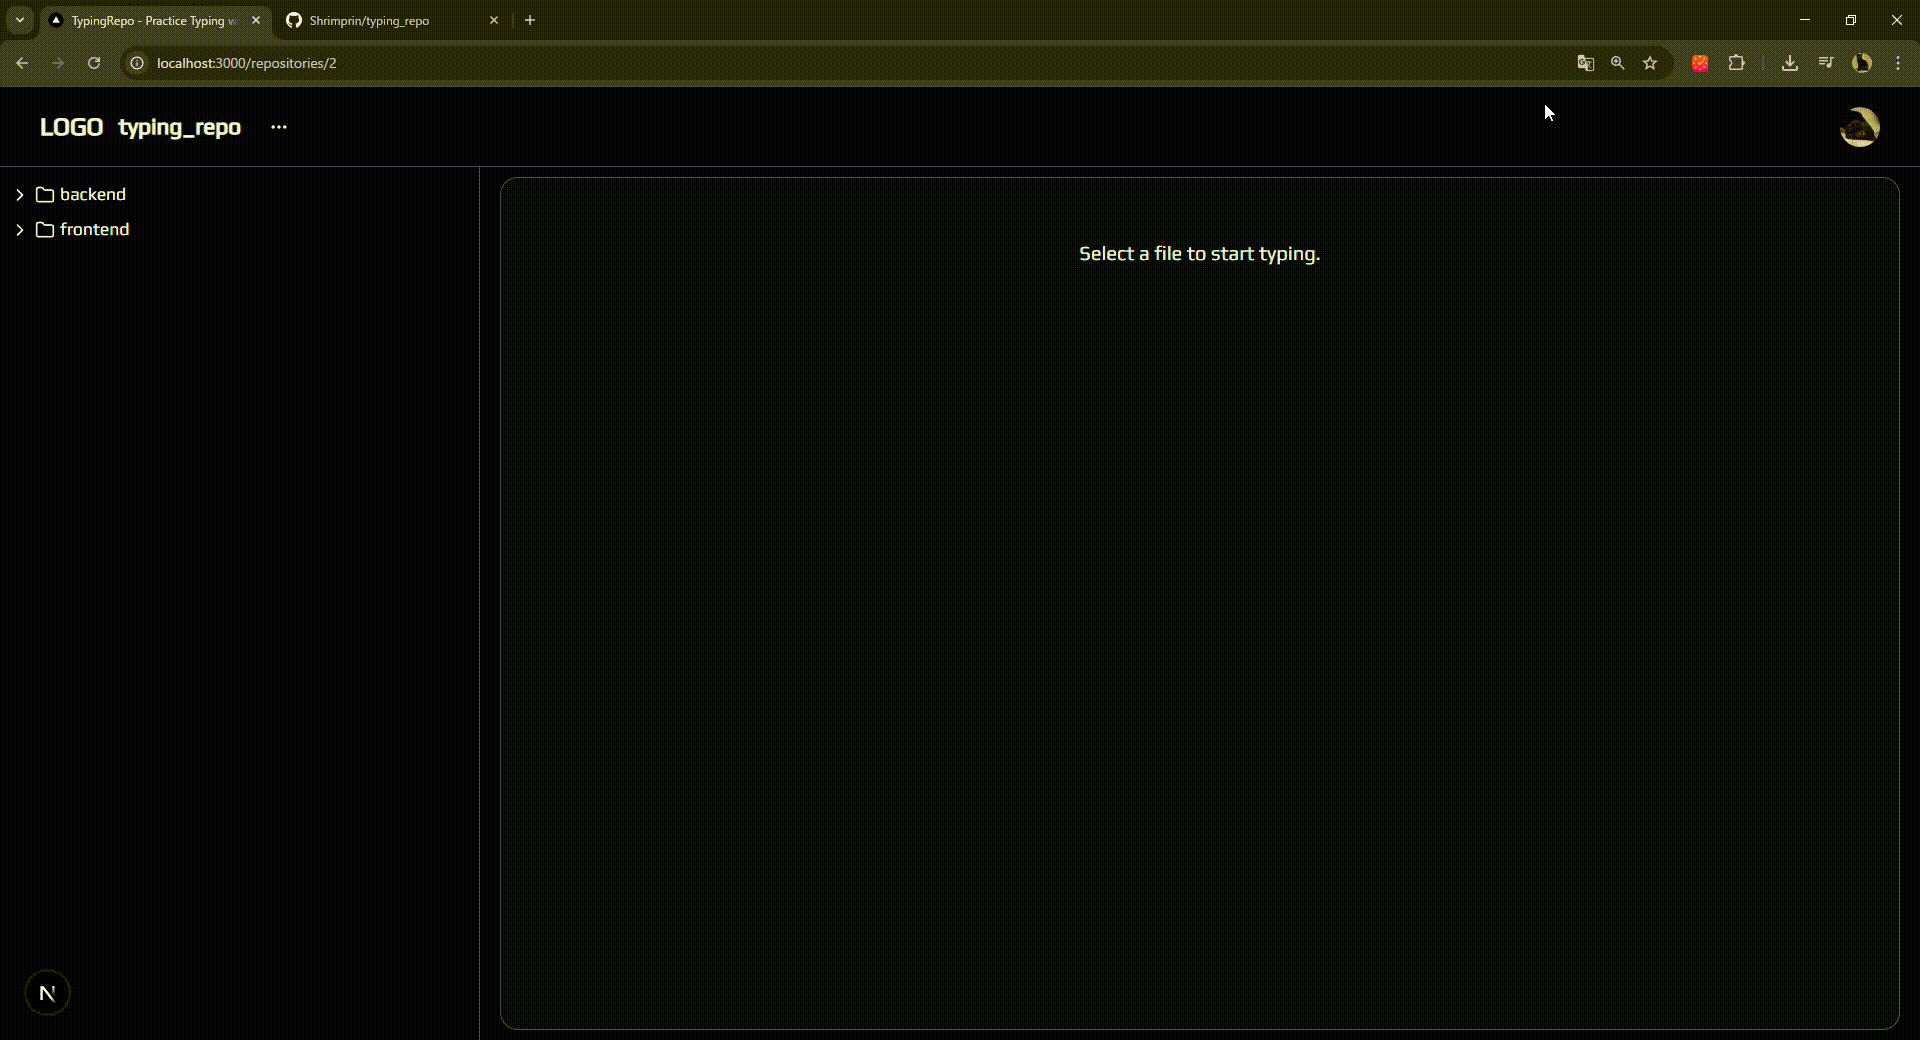 TypingRepo - Practice Typing w
Shrimprin/typing_repo
localhost:3000/repositories/2
LOGO typing_repo
backend
frontend
Select a file to start typing.
N